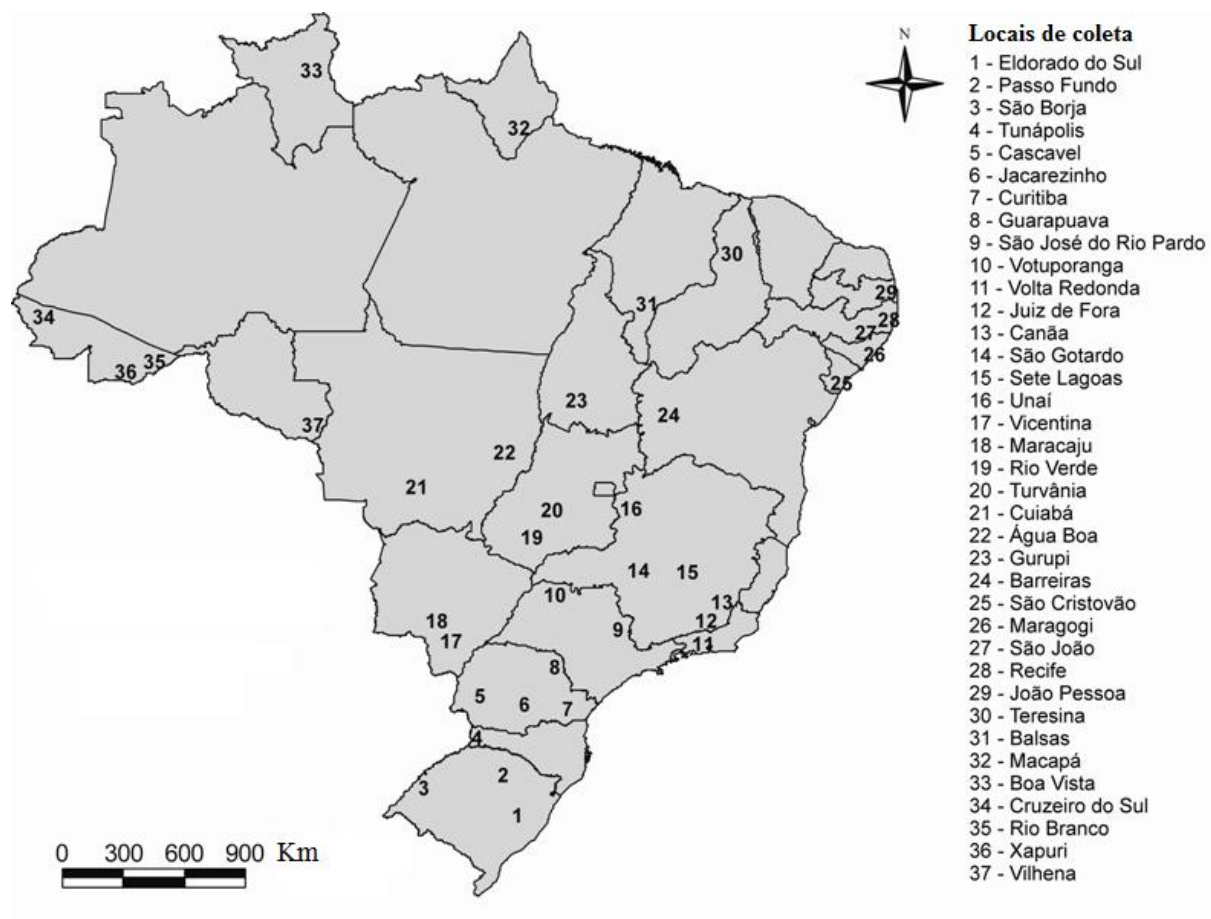 N
Locais de coleta
1 - Eldorado do Sul
2 - Passo Fundo
3 - São Borja
4 - Tunápolis
5 - Cascavel
6 - Jacarezinho
7 - Curitiba
8 - Guarapuava
9 - São José do Rio Pardo
10 - Votuporanga
11 - Volta Redonda
12 - Juiz de Fora
13 - Canãa
14 - São Gotardo
15 - Sete Lagoas
16 - Unaí
17 - Vicentina
18 - Maracaju
19 - Rio Verde
20 - Turvânia
21 - Cuiabá
22 - Água Boa
23 - Gurupi
24 - Barreiras
25 - São Cristovão
26 - Maragogi
27 - São João
28 - Recife
29 - João Pessoa
30 - Teresina
31 - Balsas
32 - Macapá
33 - Boa Vista
34 - Cruzeiro do Sul
35 - Rio Branco
36 - Xapuri
37 - Vilhena
33
32
30
29
31
28
34
27
35
26
36
25
23
24
37
22
21
16
20
19
14
15
10
13
18
12
9
17
11
8
5
6
7
4
2
3
1
0 300 600 900 Km